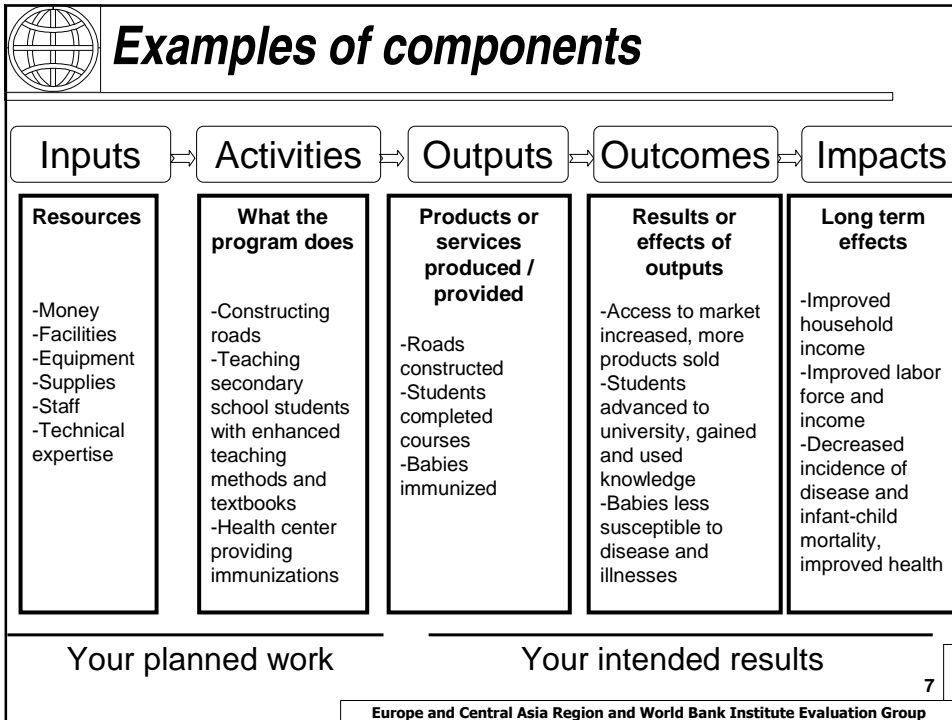 Examples of components
Inputs
Activities
Outputs
Outcomes
Impacts
Resources
-Money
-Facilities
-Equipment
-Supplies
-Staff
-Technical
expertise
What the
program does
-Constructing
roads
-Teaching
secondary
school students
with enhanced
teaching
methods and
textbooks
-Health center
providing
immunizations
Products or
services
produced /
provided
-Roads
constructed
-Students
completed
courses
-Babies
immunized
Results or
effects of
outputs
-Access to market
increased, more
products sold
-Students
advanced to
university, gained
and used
knowledge
-Babies less
susceptible to
disease and
illnesses
Long term
effects
-Improved
household
income
-Improved labor
force and
income
-Decreased
incidence of
disease and
infant-child
mortality,
improved health
Your planned work
Your intended results
7
Europe and Central Asia Region and World Bank Institute Evaluation Group